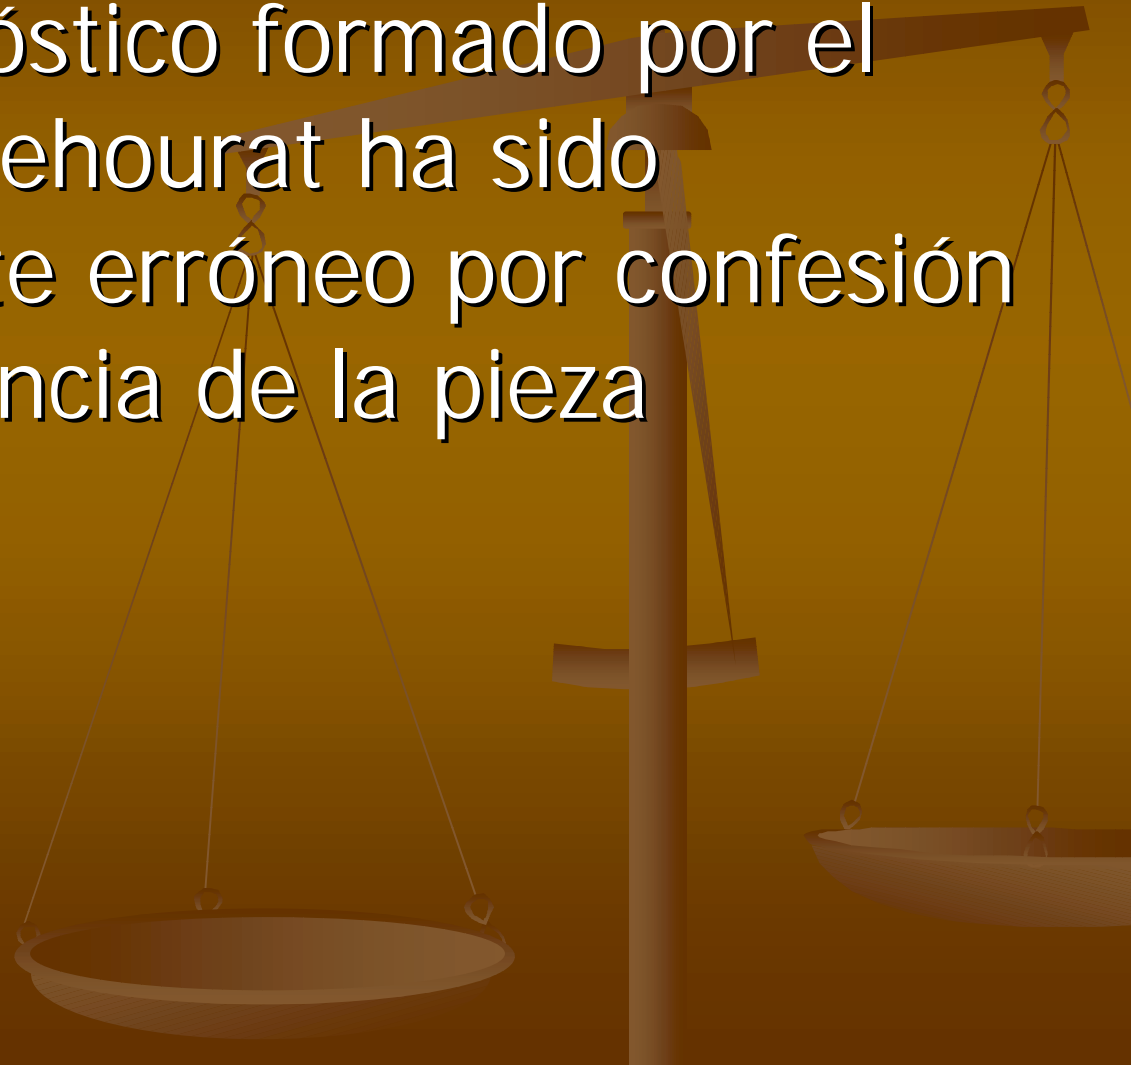 óstico formado por el
ehourat ha sido
te erróneo por confesión
ncia de la pieza